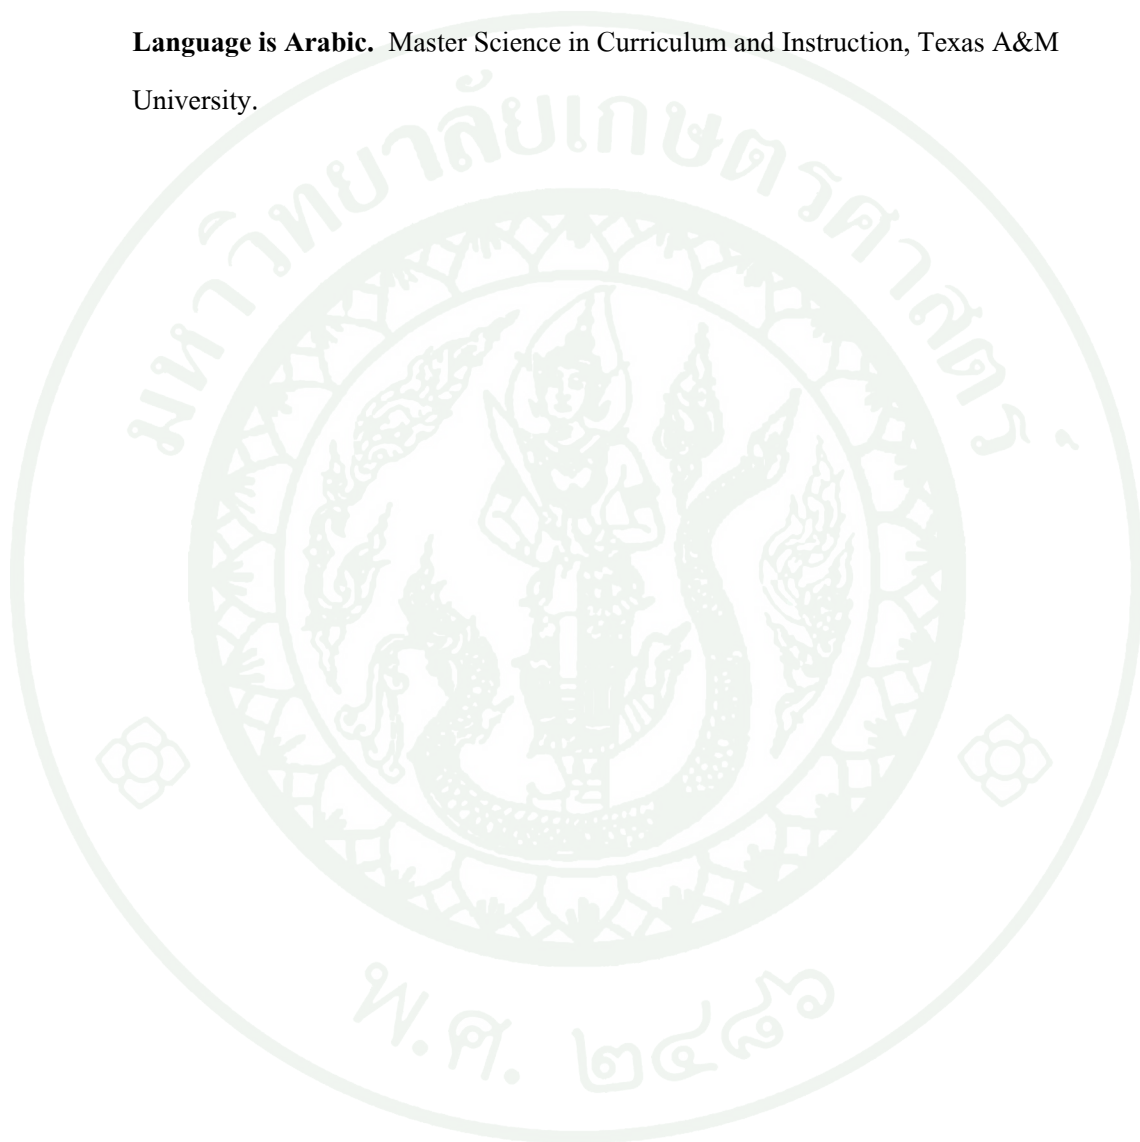 Language is Arabic. Master Science in Curriculum and Instruction, Texas A&M
University.
มหาวิทยาลัยเกษตรศาสตร์
พ.ศ. ๒๔๘๖